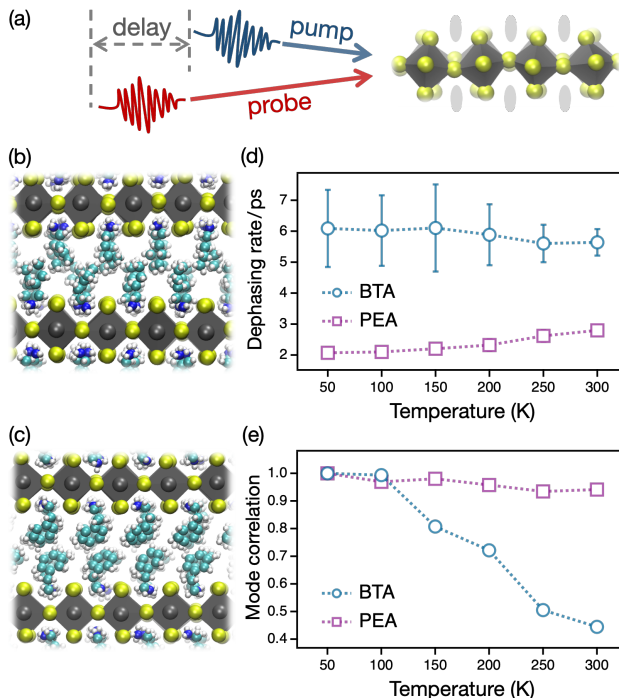 (a)
delay
pump
probe
(b)
(c)
(d)
Dephasing rate/ps
7
6
5
4
3
2
BTA
PEA
50 100 150 200 250 300
Temperature (K)
(e)
Mode correlation
1.0
0.9
0.8
0.7
0.6
0.5
0.4
BTA
PEA
50 100 150 200 250 300
Temperature (K)